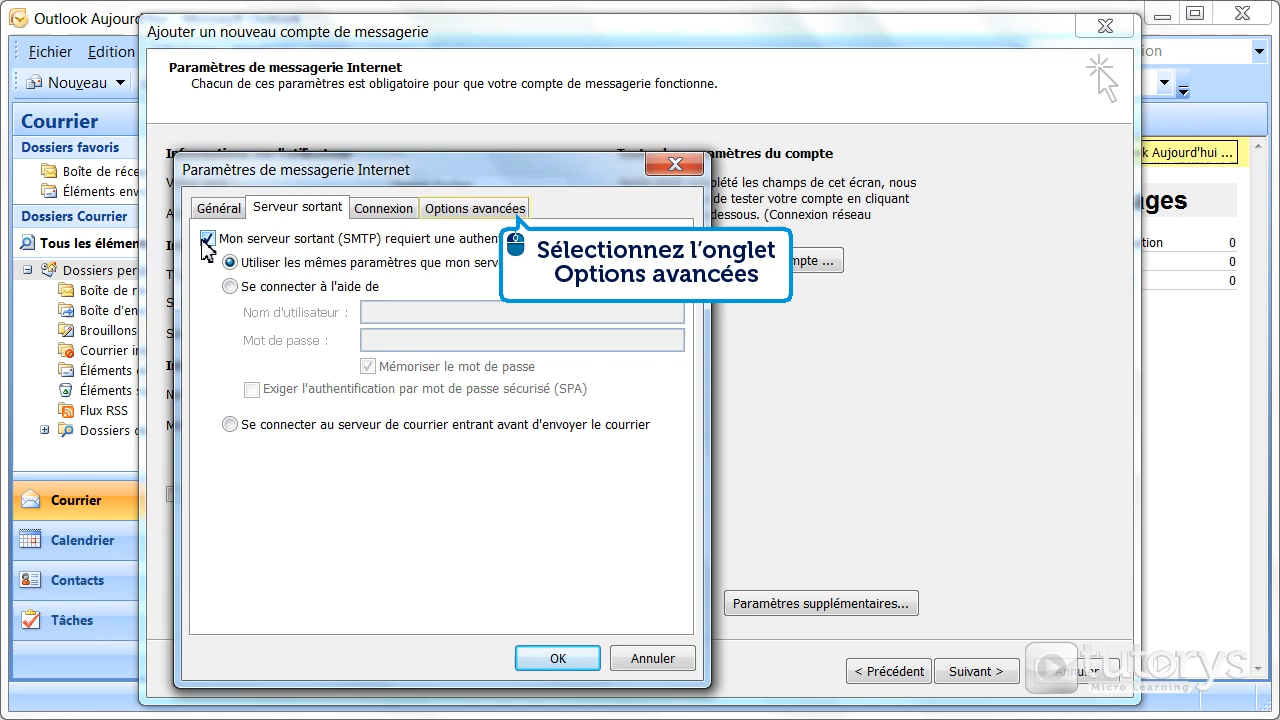 Outlook Aujourd
Ajouter un nouveau compte de messagerie
Fichier Edition
Nouveau
Paramètres de messagerie Internet
Chacun de ces paramètres est obligatoire pour que votre compte de messagerie fonctionne.
Courrier
Dossiers favoris
Boîte de réce
Éléments env
Dossiers Courrier
Tous les élémen
Dossiers per
Boîte de r
Boîte d'en
Brouillons
Courrier in
Éléments e
Éléments s
Flux RSS
Dossiers c
Courrier
Calendrier
Contacts
Tâches
paramètres du compte
complété les champs de cet écran, nous
de tester votre compte en cliquant
dessous. (Connexion réseau
mpte ...
k Aujourd'hui ...
ages
tion 0
0
0
Paramètres de messagerie Internet
Général Serveur sortant Connexion Options avancées
Mon serveur sortant (SMTP) requiert une authen
Utiliser les mêmes paramètres que mon serv
Se connecter à l'aide de
Nom d'utilisateur :
Mot de passe :
Mémoriser le mot de passe
Exiger l'authentification par mot de passe sécurisé (SPA)
Se connecter au serveur de courrier entrant avant d'envoyer le courrier
Sélectionnez l'onglet
Options avancées
OK Annuler
Paramètres supplémentaires...
< Précédent Suivant > Annuler
tutorys
Micro Learning